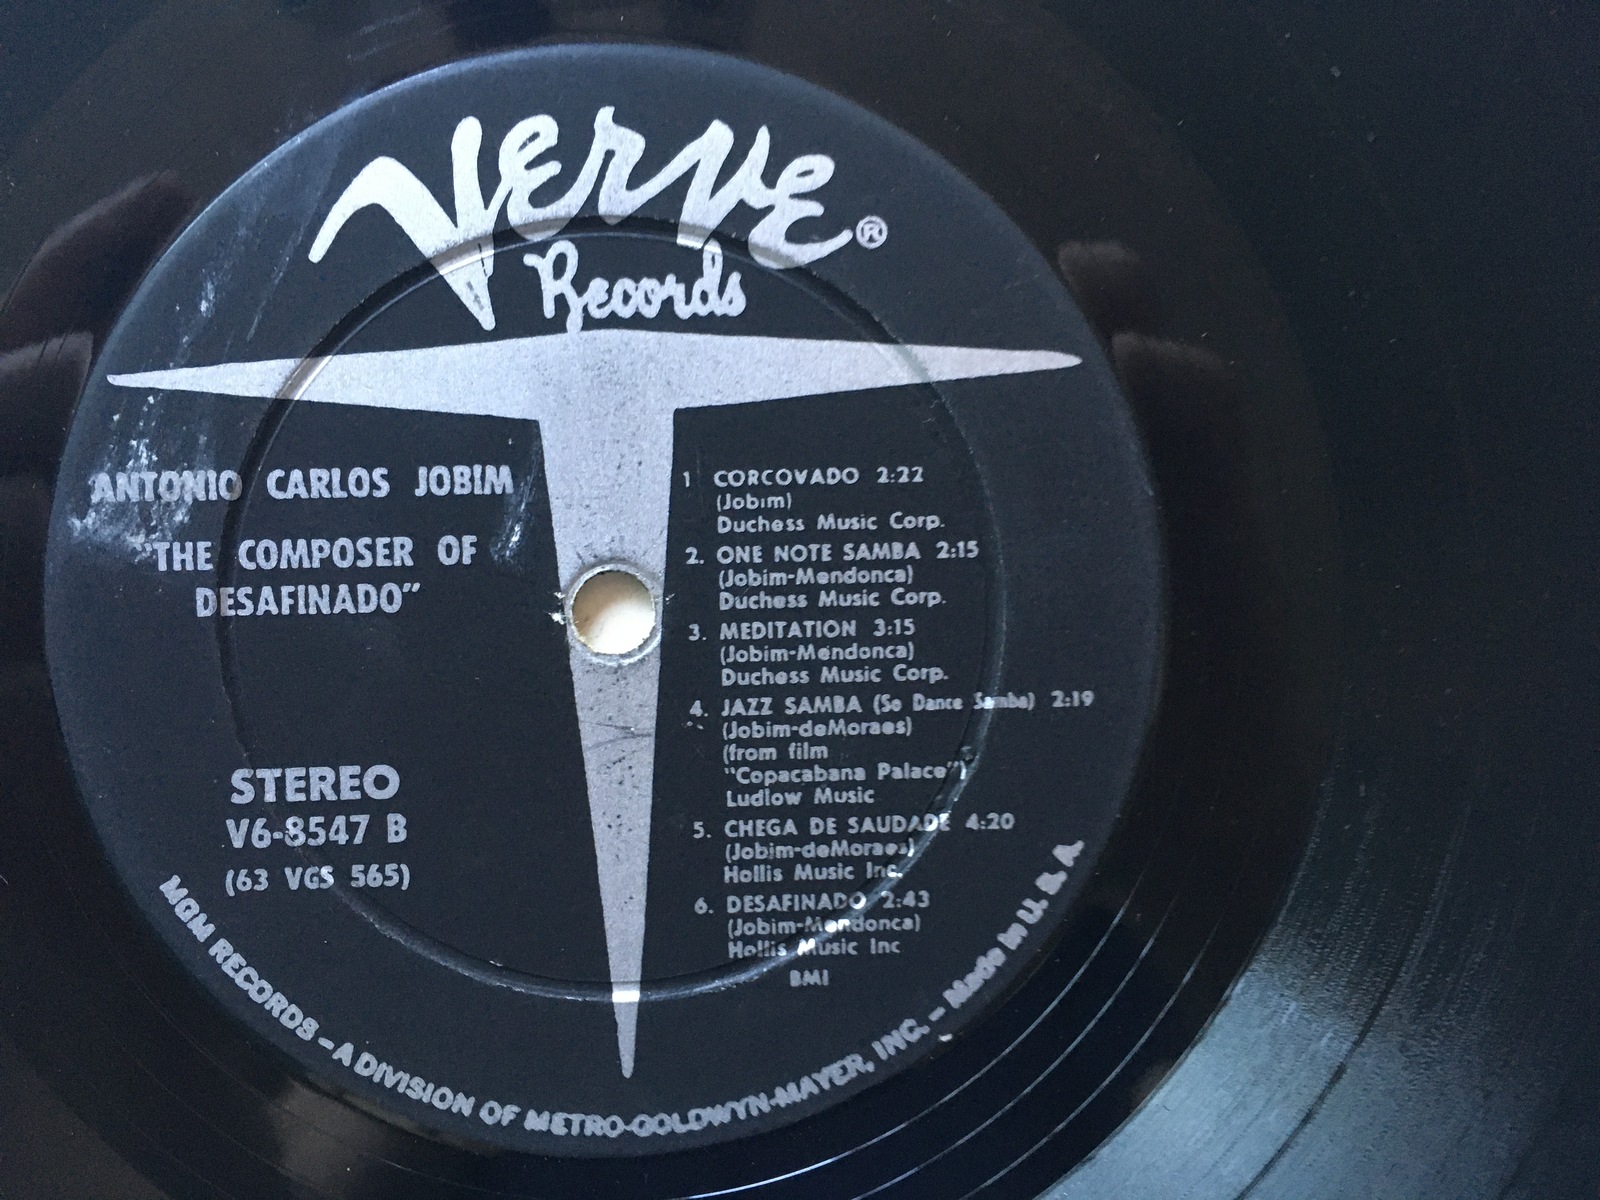 Verve ®
Records
ANTONIO CARLOS JOBIM
"THE COMPOSER OF
DESAFINADO"
STEREO
V6-8547 B
(63 VGS 565)
1 CORCOVADO 2:22
(Jobim)
Duchess Music Corp.
2. ONE NOTE SAMBA 2:15
(Jobim-Mendonca)
Duchess Music Corp.
3. MEDITATION 3:15
(Jobim-Mendonca)
Duchess Music Corp.
4. JAZZ SAMBA (So Dance Samba) 2:19
(Jobim-deMoraes)
(from film
"Copacabana Palace")
Ludlow Music
5. CHEGA DE SAUDADE 4:20
(Jobim-deMoraes)
Hollis Music Inc.
6. DESAFINADO 2:43
(Jobim-Mendonca)
Hollis Music Inc
BMI
MGM RECORDS – A DIVISION OF METRO-GOLDWYN-MAYER, INC. – Made in U. S. A.